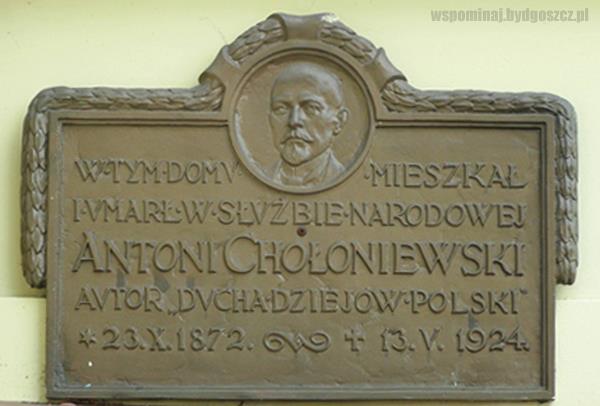 wspominaj.bydgoszcz.pl
W·TYM·DOMV· ·MIESZKAŁ
I·VMARŁ·W·SŁVŻBIE·NARODOWEJ
ANTONI CHOŁONIEWSKI
AVTOR „DVCHA·DZIEJÓW·POLSKI"
* 23.X.1872. ✝ 13.V.1924.